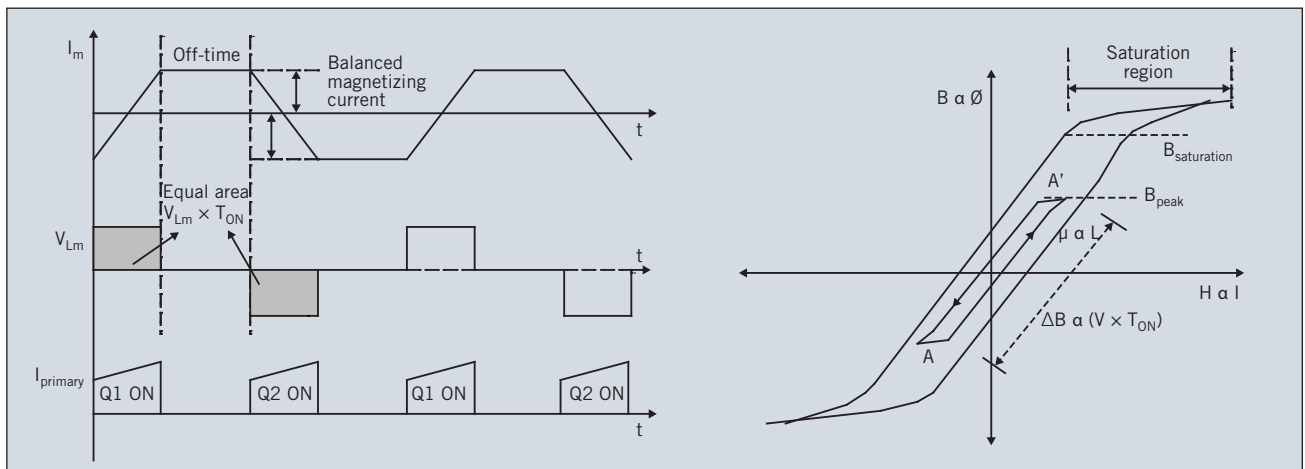 I_m
Off-time
Balanced
magnetizing
current
t
Equal area
V_Lm × T_ON
V_Lm
t
I_primary
Q1 ON
Q2 ON
Q1 ON
Q2 ON
t
Saturation
region
B α Ø
B_saturation
A'
B_peak
µ α L
H α I
ΔB α (V × T_ON)
A